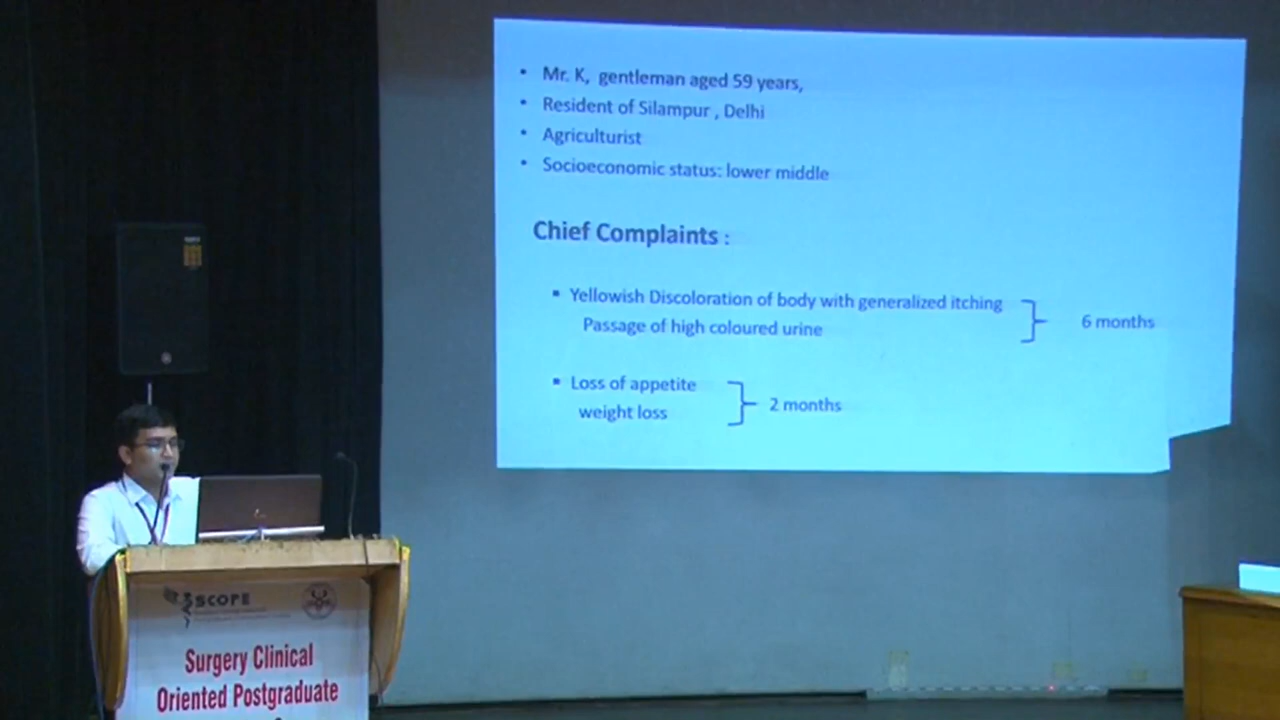 • Mr. K, gentleman aged 59 years,
• Resident of Silampur , Delhi
• Agriculturist
• Socioeconomic status: lower middle
Chief Complaints :
▪ Yellowish Discoloration of body with generalized itching
Passage of high coloured urine
6 months
▪ Loss of appetite
weight loss
2 months
SCOPE
Surgery Clinical
Oriented Postgraduate